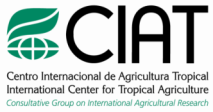 CIAT
Centro Internacional de Agricultura Tropical
International Center for Tropical Agriculture
Consultative Group on International Agricultural Research